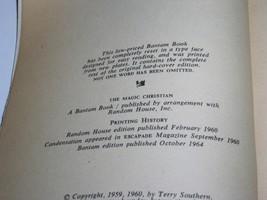 This low-priced Bantam Book
has been completely reset in a type face
designed for easy reading, and was printed
from new plates. It contains the complete
text of the original hard-cover edition.
NOT ONE WORD HAS BEEN OMITTED.
THE MAGIC CHRISTIAN
A Bantam Book / published by arrangement with
Random House, Inc.
PRINTING HISTORY
Random House edition published February 1960
Condensation appeared in ESCAPADE Magazine September 1960
Bantam edition published October 1964
© Copyright, 1959, 1960, by Terry Southern.